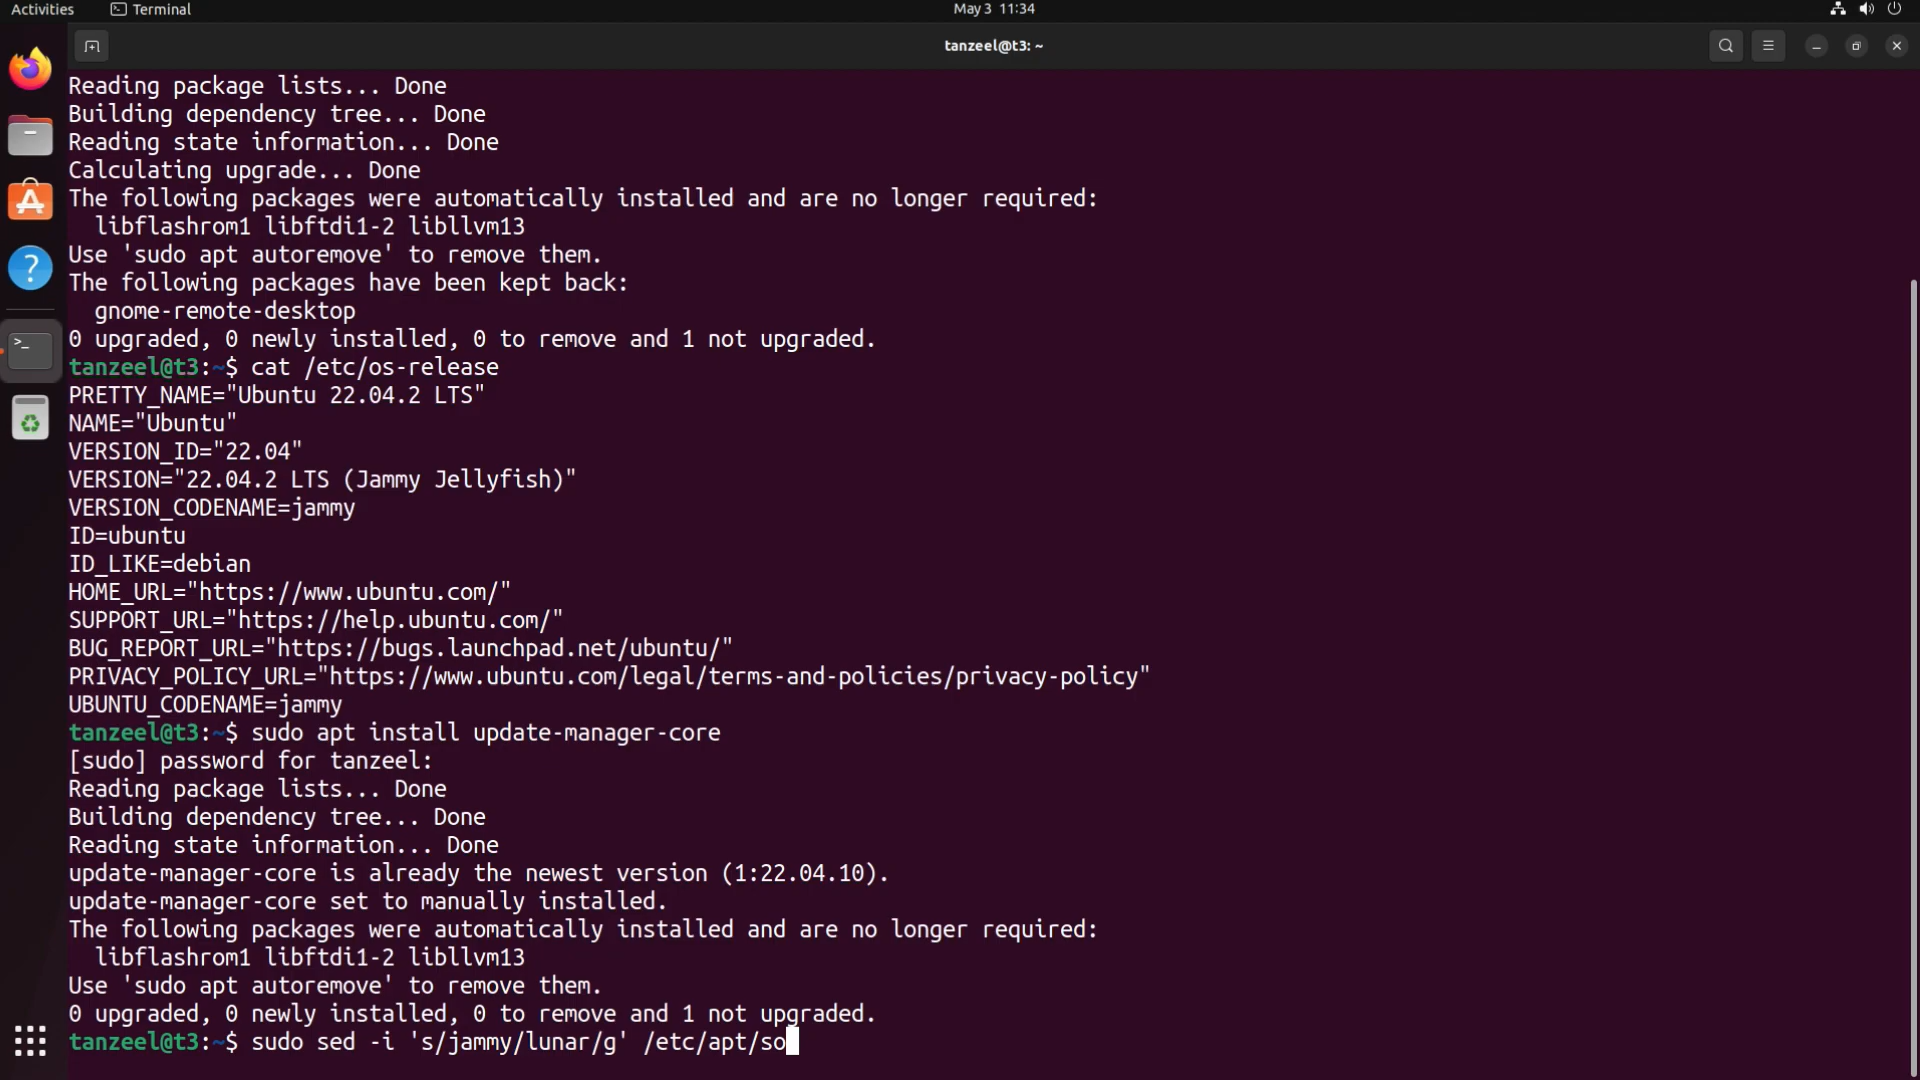 Activities Terminal May 3 11:34
tanzeel@t3: ~
Reading package lists... Done
Building dependency tree... Done
Reading state information... Done
Calculating upgrade... Done
The following packages were automatically installed and are no longer required:
  libflashrom1 libftdi1-2 libllvm13
Use 'sudo apt autoremove' to remove them.
The following packages have been kept back:
  gnome-remote-desktop
0 upgraded, 0 newly installed, 0 to remove and 1 not upgraded.
tanzeel@t3:~$ cat /etc/os-release
PRETTY_NAME="Ubuntu 22.04.2 LTS"
NAME="Ubuntu"
VERSION_ID="22.04"
VERSION="22.04.2 LTS (Jammy Jellyfish)"
VERSION_CODENAME=jammy
ID=ubuntu
ID_LIKE=debian
HOME_URL="https://www.ubuntu.com/"
SUPPORT_URL="https://help.ubuntu.com/"
BUG_REPORT_URL="https://bugs.launchpad.net/ubuntu/"
PRIVACY_POLICY_URL="https://www.ubuntu.com/legal/terms-and-policies/privacy-policy"
UBUNTU_CODENAME=jammy
tanzeel@t3:~$ sudo apt install update-manager-core
[sudo] password for tanzeel:
Reading package lists... Done
Building dependency tree... Done
Reading state information... Done
update-manager-core is already the newest version (1:22.04.10).
update-manager-core set to manually installed.
The following packages were automatically installed and are no longer required:
  libflashrom1 libftdi1-2 libllvm13
Use 'sudo apt autoremove' to remove them.
0 upgraded, 0 newly installed, 0 to remove and 1 not upgraded.
tanzeel@t3:~$ sudo sed -i 's/jammy/lunar/g' /etc/apt/so